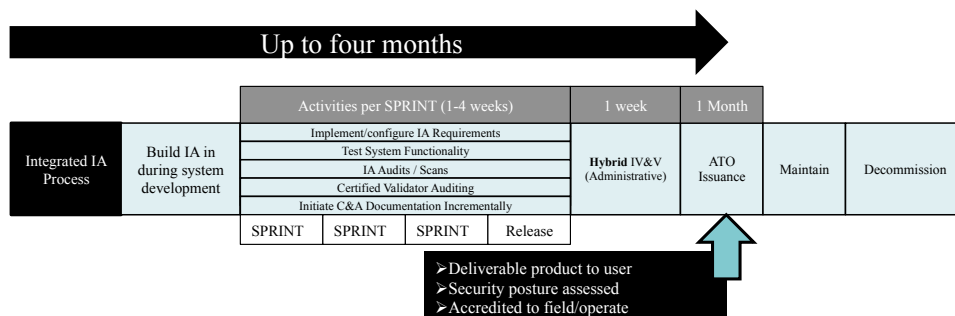 Up to four months
Activities per SPRINT (1-4 weeks)
1 week
1 Month
Integrated IA
Process
Build IA in
during system
development
Implement/configure IA Requirements
Test System Functionality
IA Audits / Scans
Certified Validator Auditing
Initiate C&A Documentation Incrementally
Hybrid IV&V
(Administrative)
ATO
Issuance
Maintain
Decommission
SPRINT
SPRINT
SPRINT
Release
➢Deliverable product to user
➢Security posture assessed
➢Accredited to field/operate